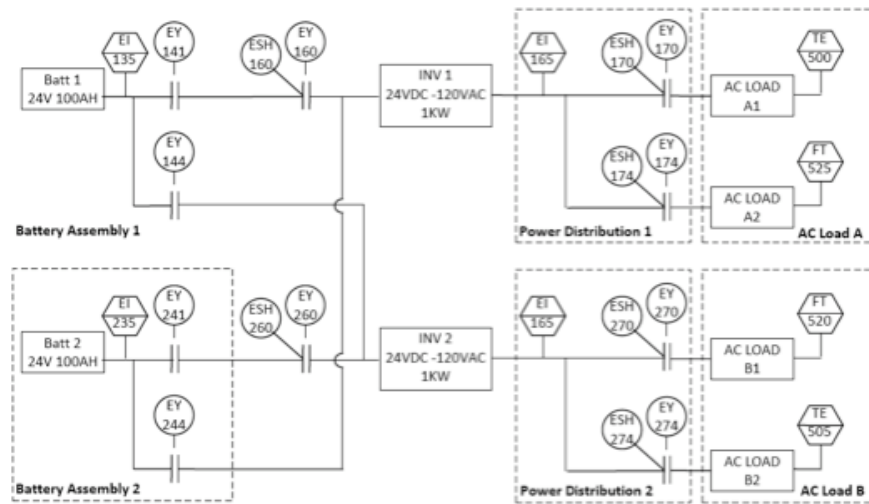 EI
135
EY
141
ESH
160
EY
160
EI
165
ESH
170
EY
170
TE
500
Batt 1
24V 100AH
INV 1
24VDC -120VAC
1KW
AC LOAD
A1
EY
144
ESH
174
EY
174
FT
525
AC LOAD
A2
Battery Assembly 1
Power Distribution 1
AC Load A
EI
235
EY
241
ESH
260
EY
260
EI
165
ESH
270
EY
270
FT
520
Batt 2
24V 100AH
INV 2
24VDC -120VAC
1KW
AC LOAD
B1
EY
244
ESH
274
EY
274
TE
505
AC LOAD
B2
Battery Assembly 2
Power Distribution 2
AC Load B